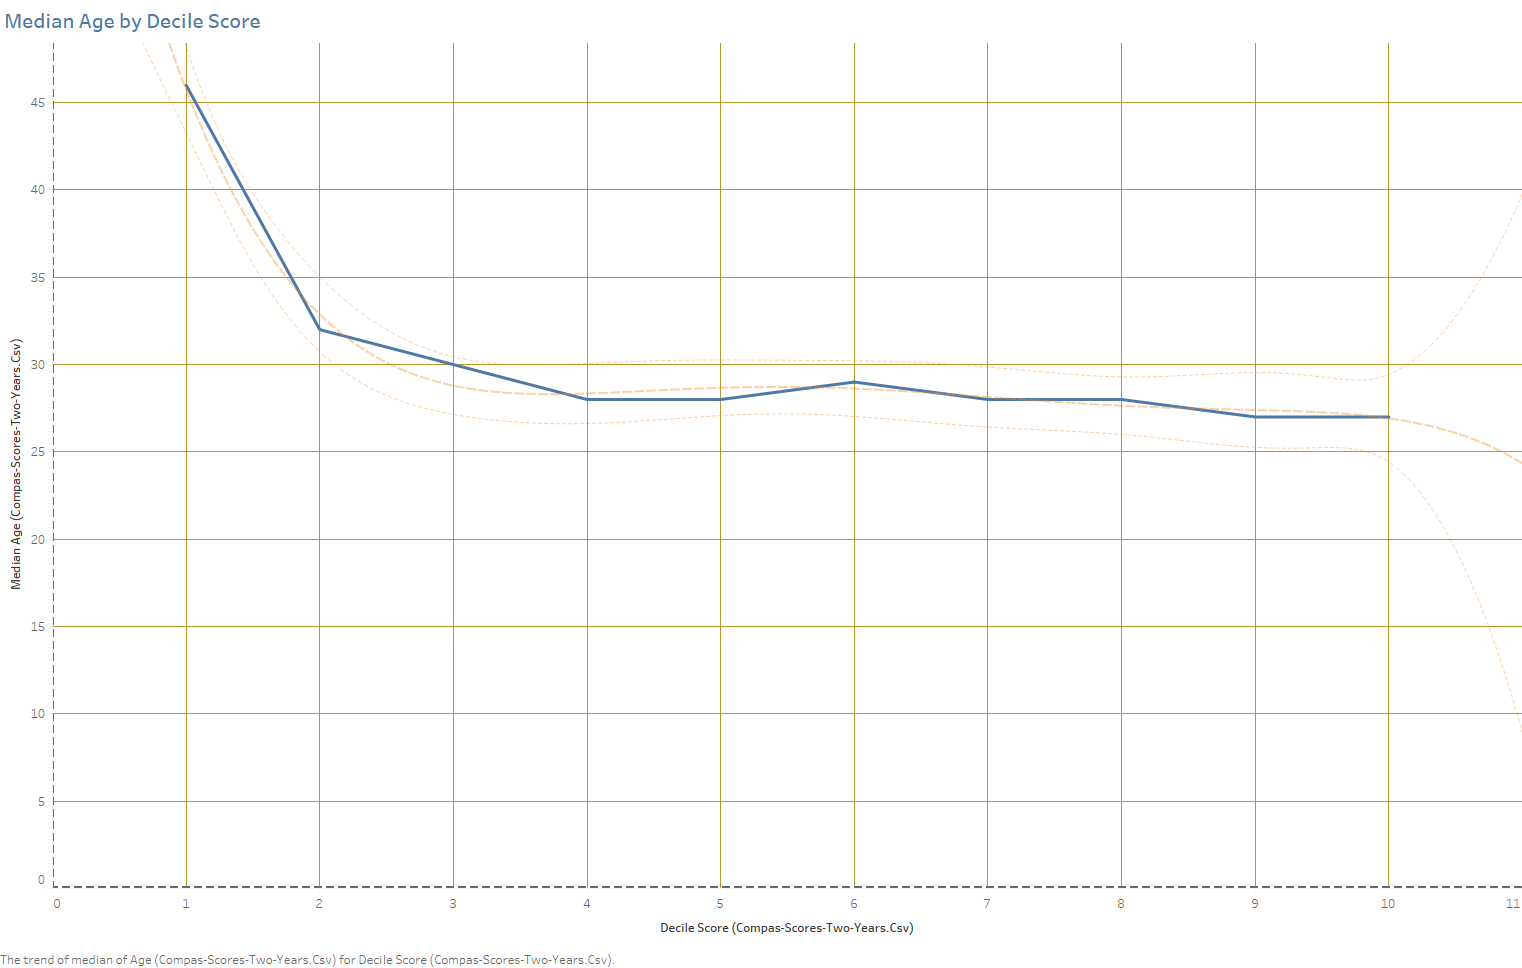 Median Age by Decile Score
45
40
35
30
25
20
15
10
5
0
Median Age (Compas-Scores-Two-Years.Csv)
0 1 2 3 4 5 6 7 8 9 10 11
Decile Score (Compas-Scores-Two-Years.Csv)
The trend of median of Age (Compas-Scores-Two-Years.Csv) for Decile Score (Compas-Scores-Two-Years.Csv).